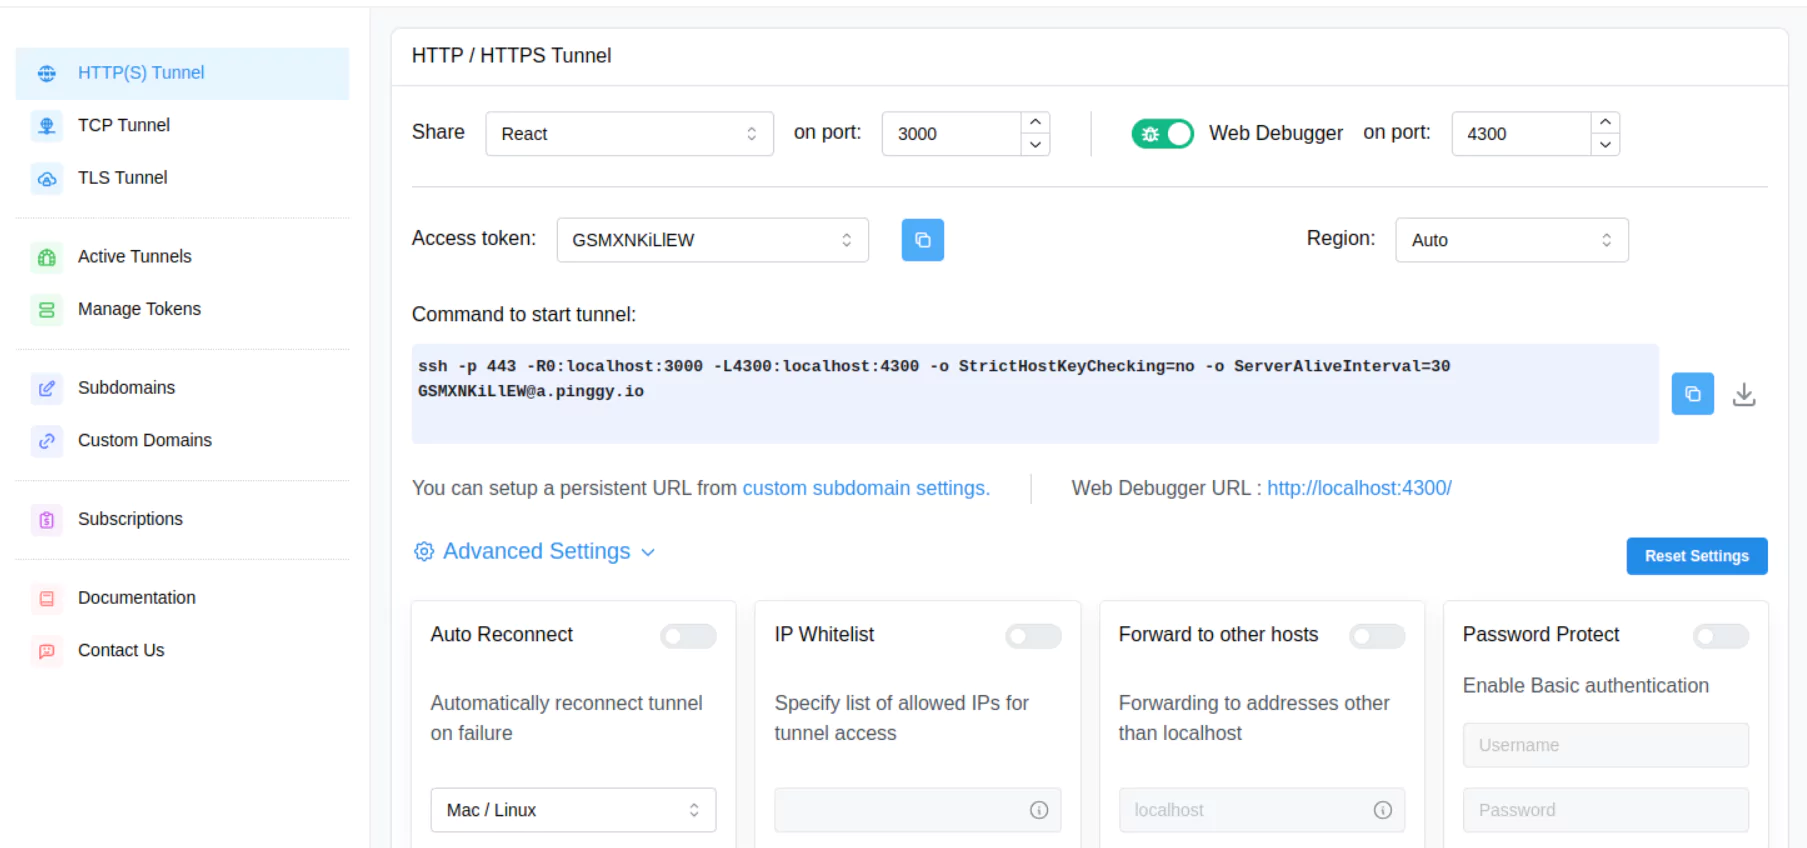 HTTP(S) Tunnel
TCP Tunnel
TLS Tunnel
Active Tunnels
Manage Tokens
Subdomains
Custom Domains
Subscriptions
Documentation
Contact Us
HTTP / HTTPS Tunnel
Share React on port: 3000 Web Debugger on port: 4300
Access token: GSMXNKiLlEW Region: Auto
Command to start tunnel:
ssh -p 443 -R0:localhost:3000 -L4300:localhost:4300 -o StrictHostKeyChecking=no -o ServerAliveInterval=30
GSMXNKiLlEW@a.pinggy.io
You can setup a persistent URL from custom subdomain settings. Web Debugger URL : http://localhost:4300/
Advanced Settings Reset Settings
Auto Reconnect
Automatically reconnect tunnel
on failure
Mac / Linux
IP Whitelist
Specify list of allowed IPs for
tunnel access
Forward to other hosts
Forwarding to addresses other
than localhost
localhost
Password Protect
Enable Basic authentication
Username
Password